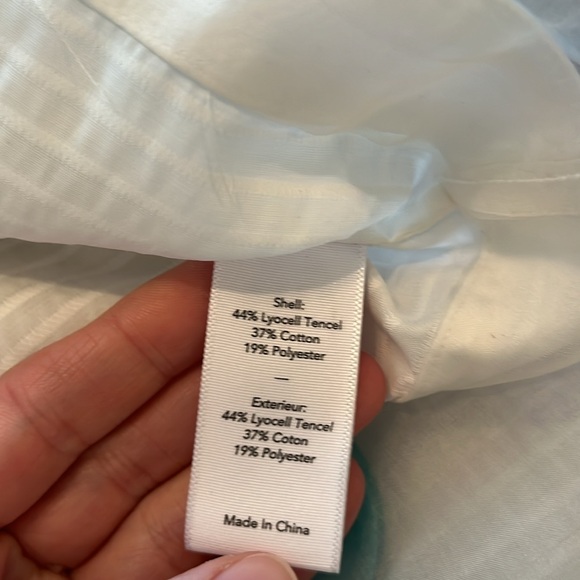 Shell:
44% Lyocell Tencel
37% Cotton
19% Polyester
—
Exterieur:
44% Lyocell Tencel
37% Coton
19% Polyester
Made In China